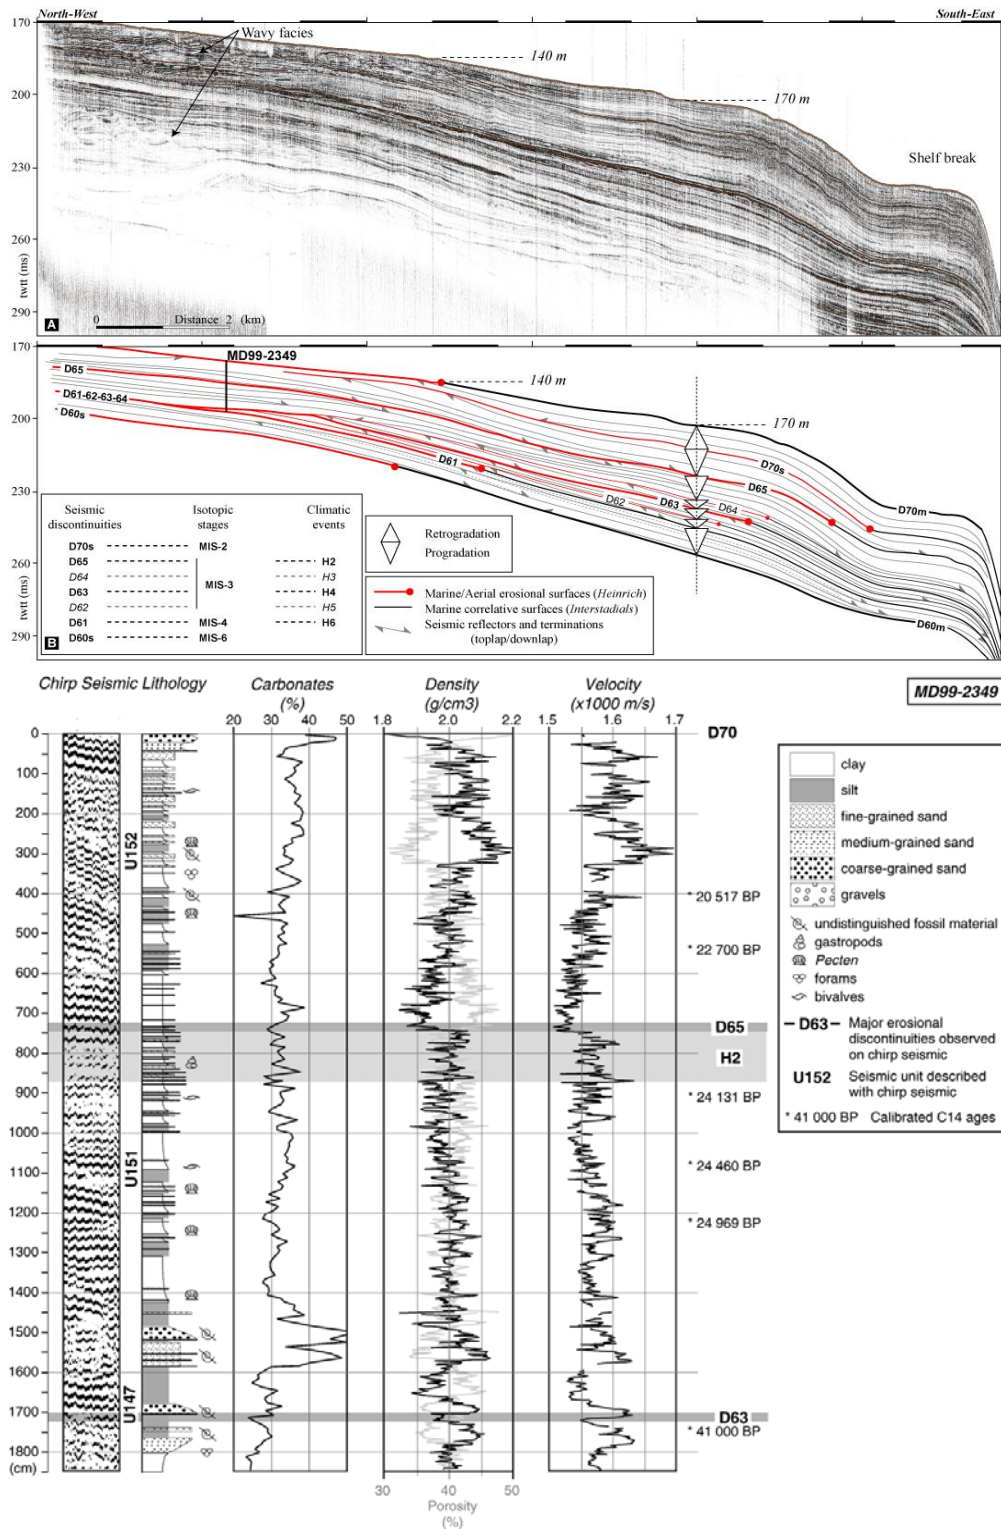 North-West
South-East
170
Wavy facies
140 m
200
170 m
Shelf break
230
260
twtt (ms)
290
A
0 Distance 2 (km)
170
MD99-2349
D65
140 m
D61-62-63-64
200
D60s
170 m
D61
D62
D63
D64
D65
D70s
D70m
D60m
230
260
twtt (ms)
290
B
Seismic discontinuities
Isotopic stages
Climatic events
D70s MIS-2
D65 H2
D64 H3
MIS-3
D63 H4
D62 H5
D61 MIS-4 H6
D60s MIS-6
Retrogradation
Progradation
Marine/Aerial erosional surfaces (Heinrich)
Marine correlative surfaces (Interstadials)
Seismic reflectors and terminations
(toplap/downlap)
Chirp Seismic Lithology
Carbonates
(%)
20 30 40 50
Density
(g/cm3)
1.8 2.0 2.2
Velocity
(x1000 m/s)
1.5 1.6 1.7
MD99-2349
0
100
200
300
400
500
600
700
800
900
1000
1100
1200
1300
1400
1500
1600
1700
1800
(cm)
U152
U151
U147
D70
* 20 517 BP
* 22 700 BP
D65
H2
* 24 131 BP
* 24 460 BP
* 24 969 BP
D63
* 41 000 BP
30 40 50
Porosity
(%)
clay
silt
fine-grained sand
medium-grained sand
coarse-grained sand
gravels
undistinguished fossil material
gastropods
Pecten
forams
bivalves
D63 Major erosional
discontinuities observed
on chirp seismic
U152 Seismic unit described
with chirp seismic
* 41 000 BP Calibrated C14 ages